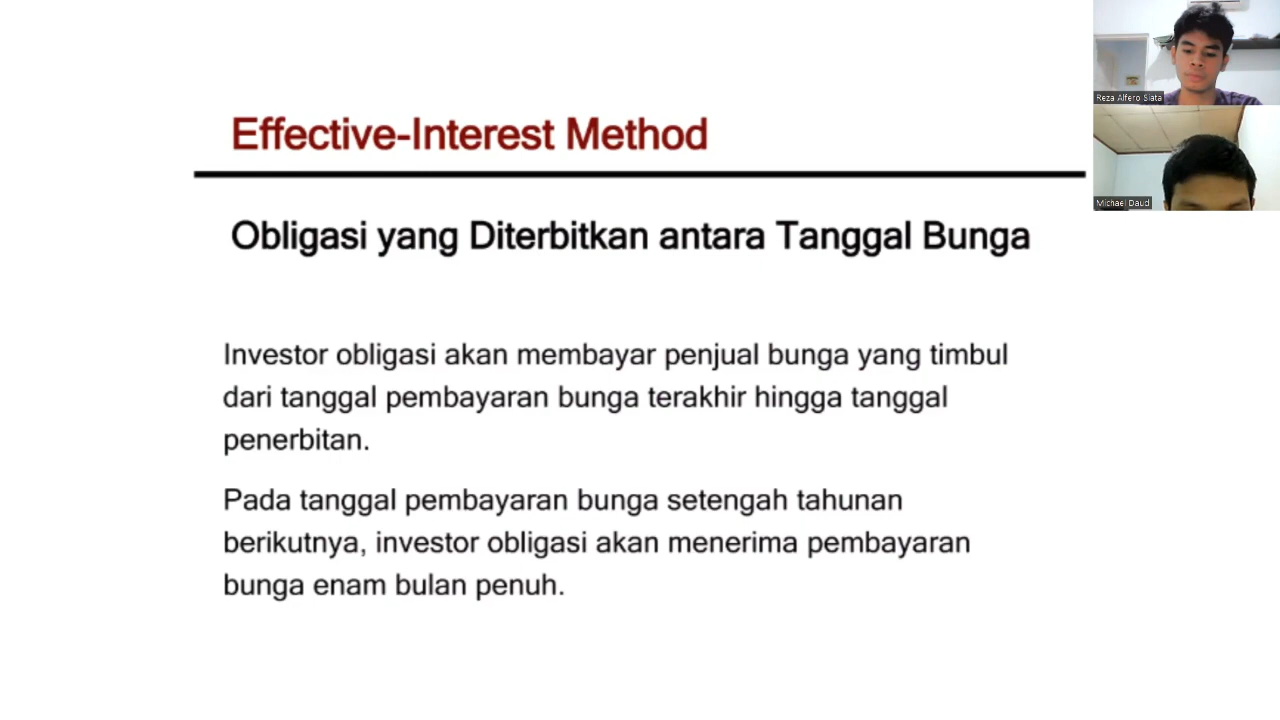 Effective-Interest Method
Obligasi yang Diterbitkan antara Tanggal Bunga
Investor obligasi akan membayar penjual bunga yang timbul
dari tanggal pembayaran bunga terakhir hingga tanggal
penerbitan.
Pada tanggal pembayaran bunga setengah tahunan
berikutnya, investor obligasi akan menerima pembayaran
bunga enam bulan penuh.
Reza Alfero Siata
Michael Daud